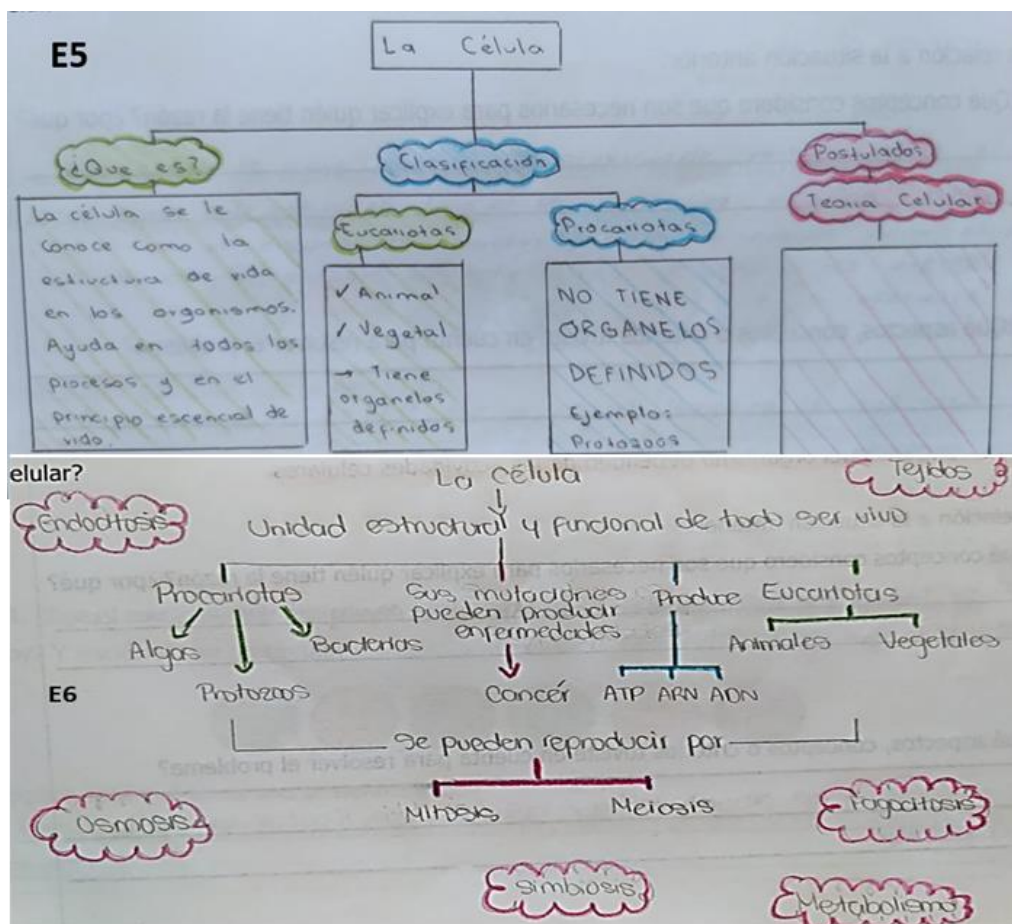 E5
La Célula
¿Que es?
Clasificación
Postulados
Teoria Celular
Eucariotas
Procariotas
La célula se le
conoce como la
estructura de vida
en los organismos.
Ayuda en todos los
procesos y en el
principio escencial de
vida.
✓ Animal
✓ Vegetal
→ Tiene
organelos
definidos
NO TIENE
ORGANELOS
DEFINIDOS
Ejemplo:
Protozoos
elular?
La Célula
Tejidos
Endocitosis
Unidad estructural y funcional de todo ser vivo
Procariotas
Sus mutaciones
pueden producir
enfermedades
Produce
Eucariotas
Algas
Bacterias
Animales
Vegetales
E6
Protozoos
Cancér
ATP ARN ADN
Se pueden reproducir por
Mitosis
Meiosis
Osmosis
Fagocitosis
Simbiosis
Metabolismo